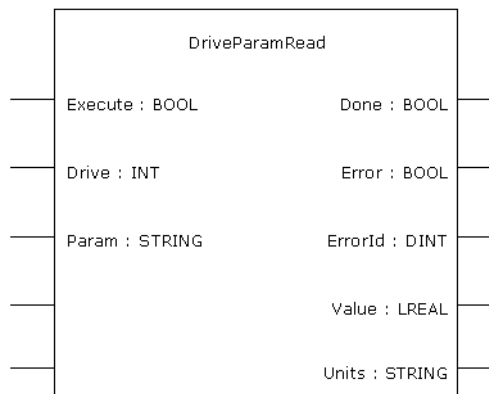 DriveParamRead
Execute : BOOL
Done : BOOL
Drive : INT
Error : BOOL
Param : STRING
ErrorId : DINT
Value : LREAL
Units : STRING